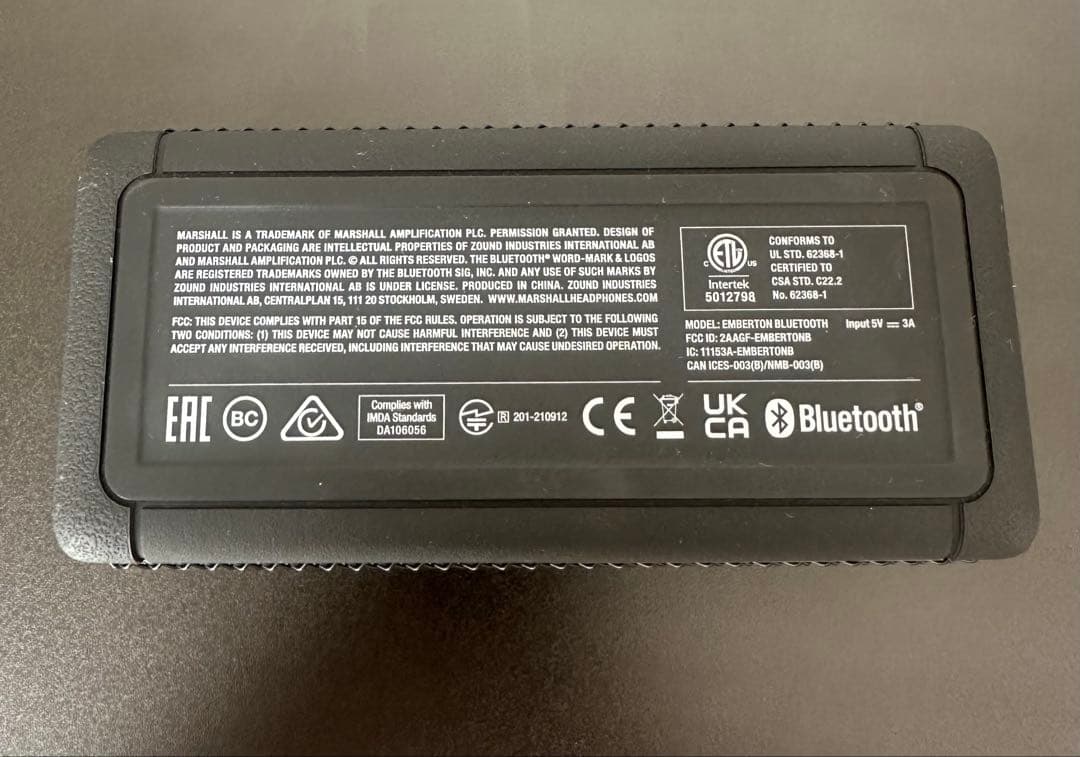 MARSHALL IS A TRADEMARK OF MARSHALL AMPLIFICATION PLC. PERMISSION GRANTED. DESIGN OF
PRODUCT AND PACKAGING ARE INTELLECTUAL PROPERTIES OF ZOUND INDUSTRIES INTERNATIONAL AB
AND MARSHALL AMPLIFICATION PLC. © ALL RIGHTS RESERVED. THE BLUETOOTH® WORD-MARK & LOGOS
ARE REGISTERED TRADEMARKS OWNED BY THE BLUETOOTH SIG, INC. AND ANY USE OF SUCH MARKS BY
ZOUND INDUSTRIES INTERNATIONAL AB IS UNDER LICENSE. PRODUCED IN CHINA. ZOUND INDUSTRIES
INTERNATIONAL AB, CENTRALPLAN 15, 111 20 STOCKHOLM, SWEDEN. WWW.MARSHALLHEADPHONES.COM
FCC: THIS DEVICE COMPLIES WITH PART 15 OF THE FCC RULES. OPERATION IS SUBJECT TO THE FOLLOWING
TWO CONDITIONS: (1) THIS DEVICE MAY NOT CAUSE HARMFUL INTERFERENCE AND (2) THIS DEVICE MUST
ACCEPT ANY INTERFERENCE RECEIVED, INCLUDING INTERFERENCE THAT MAY CAUSE UNDESIRED OPERATION.
C ETL US
Intertek
5012798
CONFORMS TO
UL STD. 62368-1
CERTIFIED TO
CSA STD. C22.2
No. 62368-1
MODEL: EMBERTON BLUETOOTH Input 5V ⎓ 3A
FCC ID: 2AAGF-EMBERTONB
IC: 11153A-EMBERTONB
CAN ICES-003(B)/NMB-003(B)
EAC
BC
Complies with
IMDA Standards
DA106056
R 201-210912
CE
UK
CA
Bluetooth®